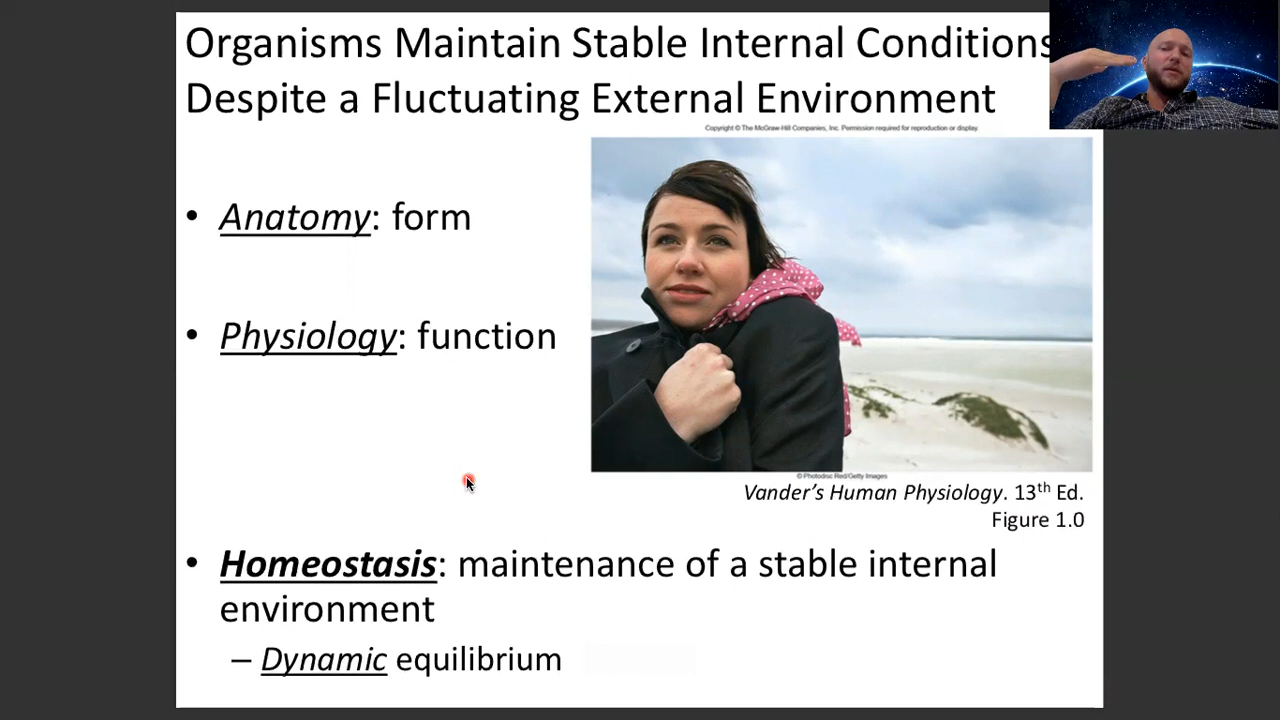 Organisms Maintain Stable Internal Conditions
Despite a Fluctuating External Environment
Copyright © The McGraw-Hill Companies, Inc. Permission required for reproduction or display.
• Anatomy: form
• Physiology: function
© Photodisc Red/Getty Images
Vander's Human Physiology. 13th Ed.
Figure 1.0
• Homeostasis: maintenance of a stable internal
environment
– Dynamic equilibrium